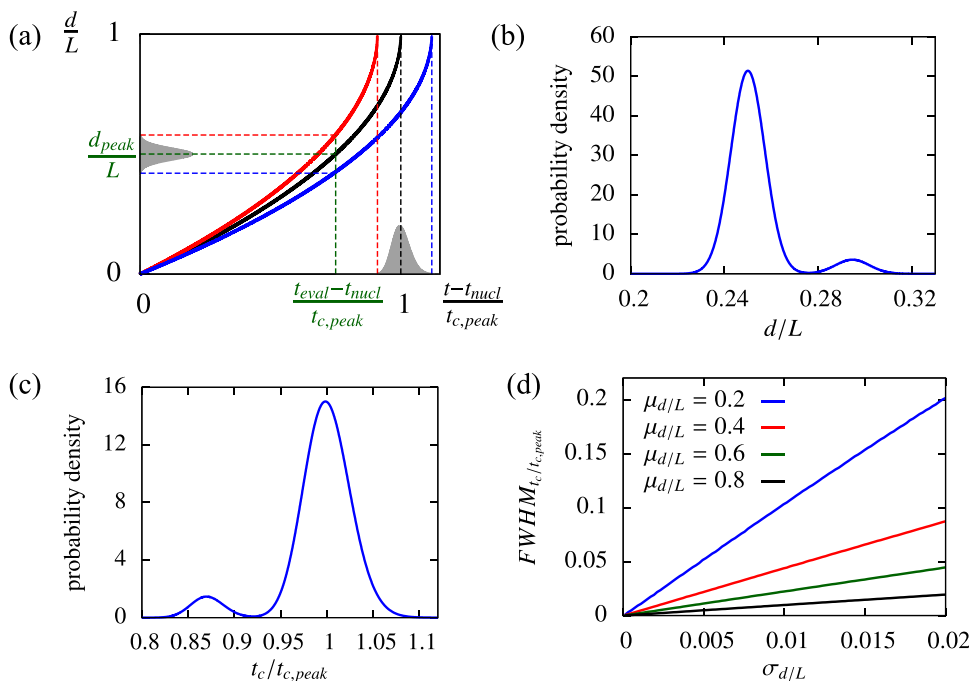 (a)
d/L
1
d_peak/L
0
0
(t_eval−t_nucl)/t_c,peak
1
(t−t_nucl)/t_c,peak
(b)
probability density
60
50
40
30
20
10
0
0.2
0.24
0.28
0.32
d/L
(c)
probability density
16
12
8
4
0
0.8
0.85
0.9
0.95
1
1.05
1.1
t_c/t_c,peak
(d)
FWHM_t_c/t_c,peak
0.2
0.15
0.1
0.05
0
μ_d/L = 0.2
μ_d/L = 0.4
μ_d/L = 0.6
μ_d/L = 0.8
0
0.005
0.01
0.015
0.02
σ_d/L